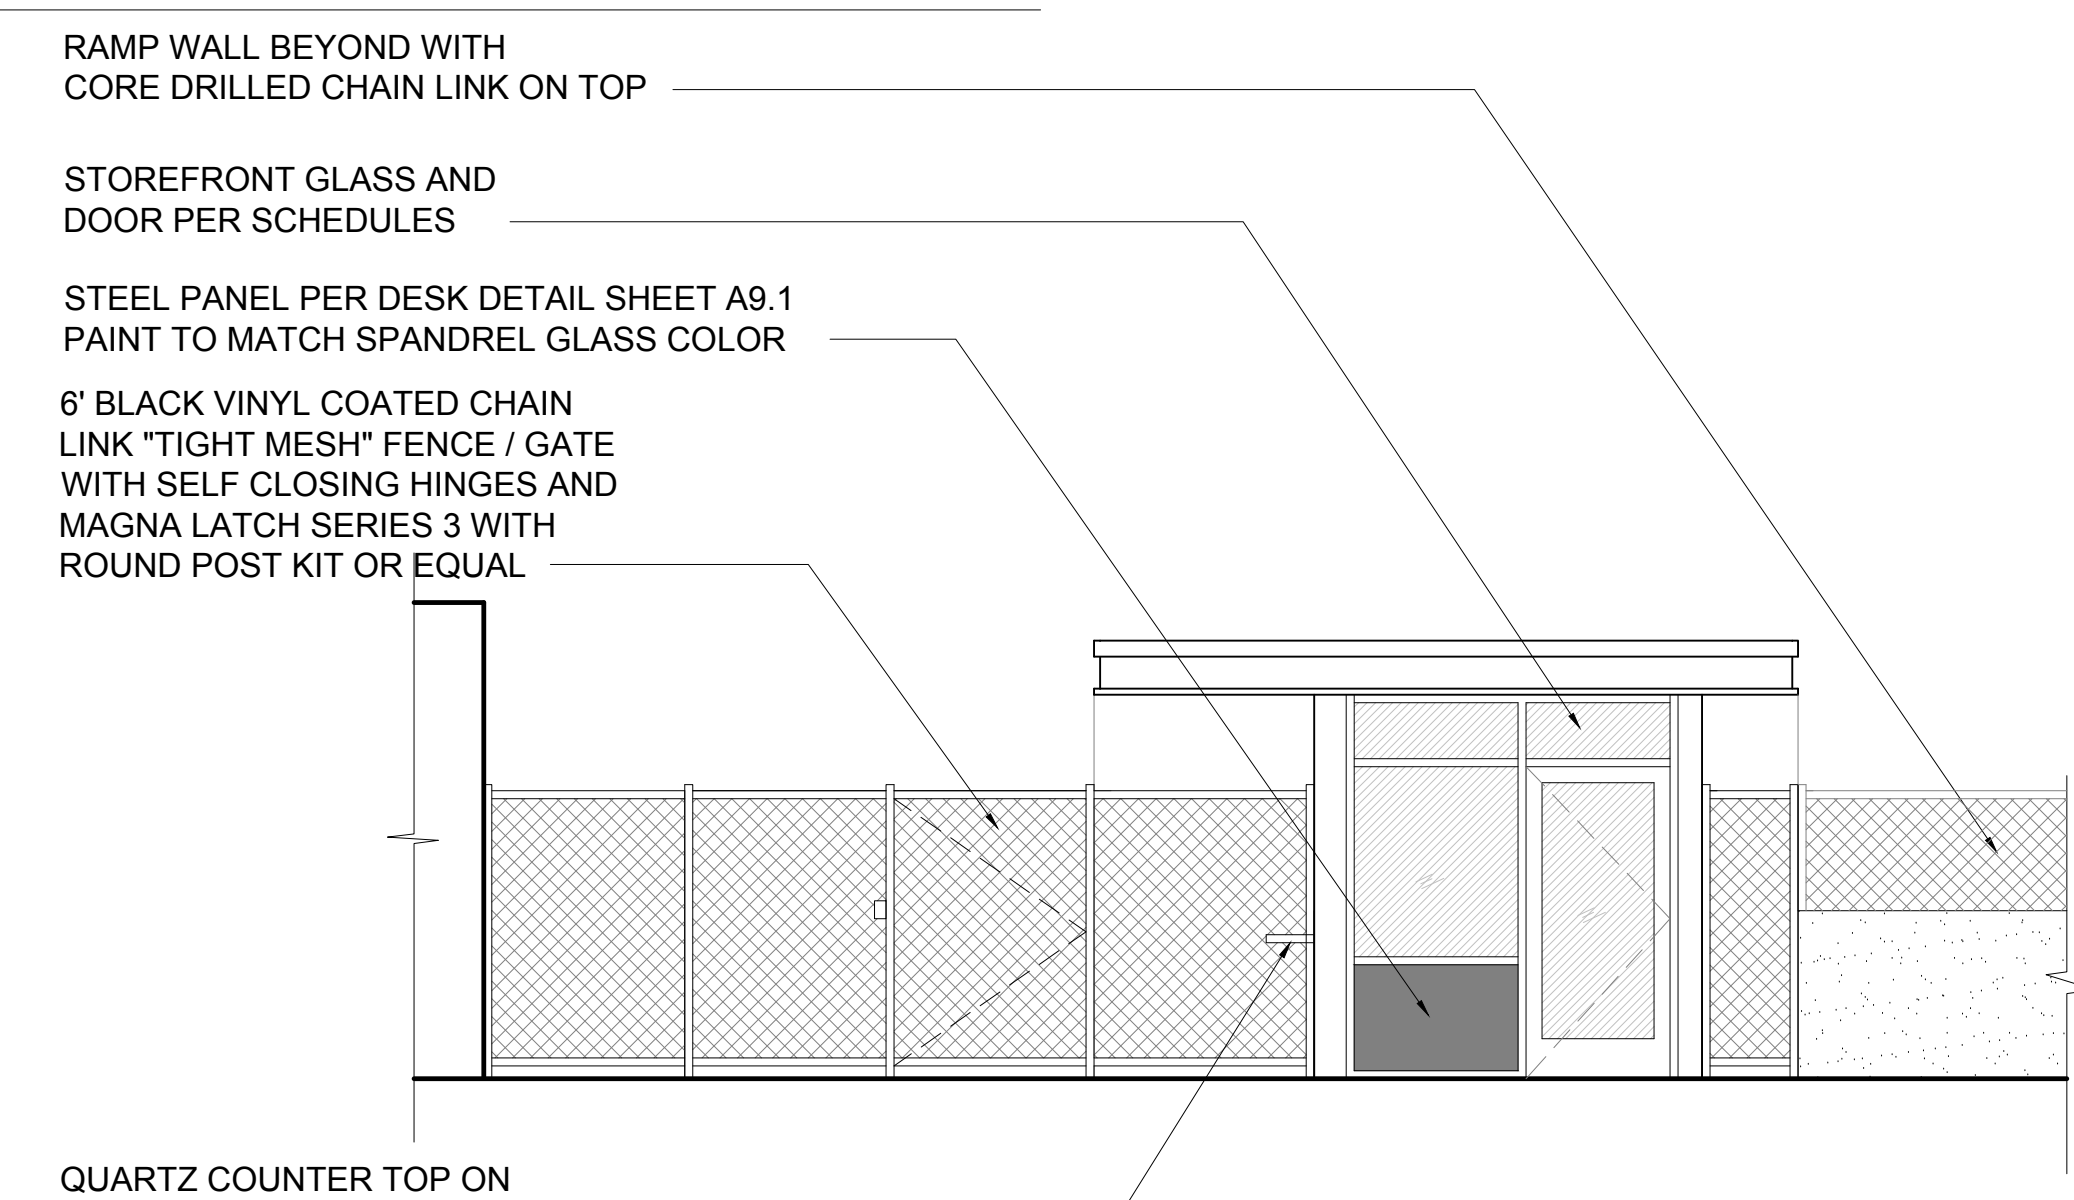 RAMP WALL BEYOND WITH
CORE DRILLED CHAIN LINK ON TOP
STOREFRONT GLASS AND
DOOR PER SCHEDULES
STEEL PANEL PER DESK DETAIL SHEET A9.1
PAINT TO MATCH SPANDREL GLASS COLOR
6' BLACK VINYL COATED CHAIN
LINK "TIGHT MESH" FENCE / GATE
WITH SELF CLOSING HINGES AND
MAGNA LATCH SERIES 3 WITH
ROUND POST KIT OR EQUAL
QUARTZ COUNTER TOP ON